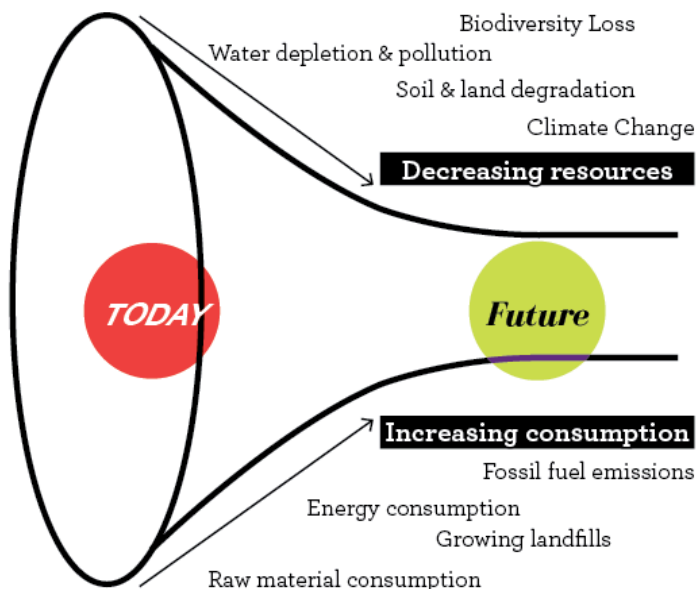 Biodiversity Loss
Water depletion & pollution
Soil & land degradation
Climate Change
Decreasing resources
TODAY
Future
Increasing consumption
Fossil fuel emissions
Energy consumption
Growing landfills
Raw material consumption